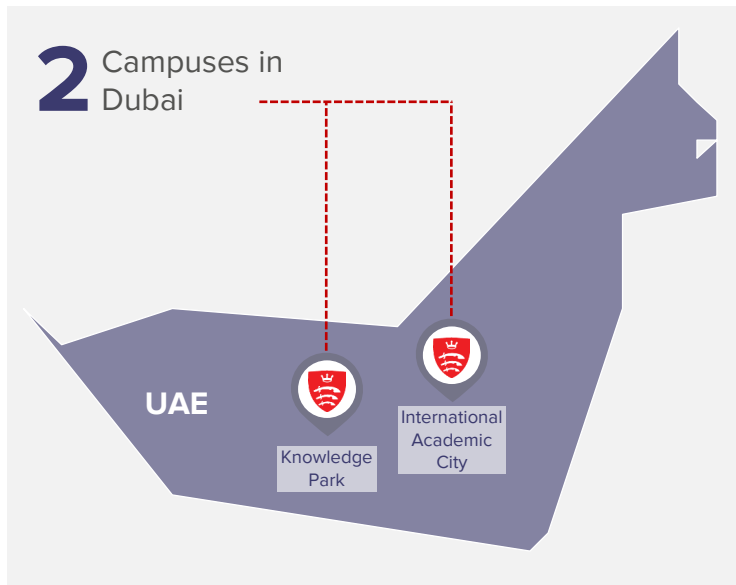 2 Campuses in
Dubai
UAE
Knowledge
Park
International
Academic
City